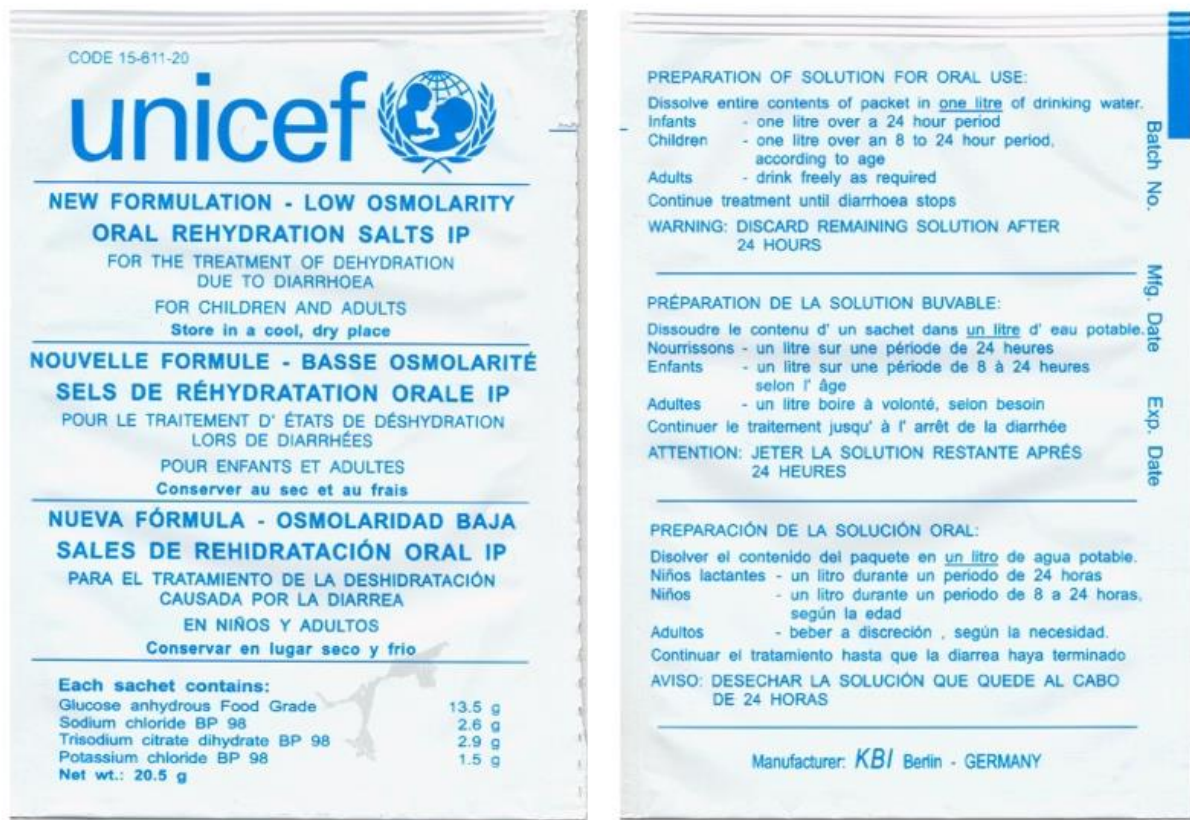 CODE 15-611-20
unicef
NEW FORMULATION - LOW OSMOLARITY
ORAL REHYDRATION SALTS IP
FOR THE TREATMENT OF DEHYDRATION
DUE TO DIARRHOEA
FOR CHILDREN AND ADULTS
Store in a cool, dry place
NOUVELLE FORMULE - BASSE OSMOLARITÉ
SELS DE RÉHYDRATATION ORALE IP
POUR LE TRAITEMENT D' ÉTATS DE DÉSHYDRATION
LORS DE DIARRHÉES
POUR ENFANTS ET ADULTES
Conserver au sec et au frais
NUEVA FÓRMULA - OSMOLARIDAD BAJA
SALES DE REHIDRATACIÓN ORAL IP
PARA EL TRATAMIENTO DE LA DESHIDRATACIÓN
CAUSADA POR LA DIARREA
EN NIÑOS Y ADULTOS
Conservar en lugar seco y frio
Each sachet contains:
Glucose anhydrous Food Grade 13.5 g
Sodium chloride BP 98 2.6 g
Trisodium citrate dihydrate BP 98 2.9 g
Potassium chloride BP 98 1.5 g
Net wt.: 20.5 g
PREPARATION OF SOLUTION FOR ORAL USE:
Dissolve entire contents of packet in one litre of drinking water.
Infants - one litre over a 24 hour period
Children - one litre over an 8 to 24 hour period,
according to age
Adults - drink freely as required
Continue treatment until diarrhoea stops
WARNING: DISCARD REMAINING SOLUTION AFTER
24 HOURS
PRÉPARATION DE LA SOLUTION BUVABLE:
Dissoudre le contenu d' un sachet dans un litre d' eau potable.
Nourrissons - un litre sur une période de 24 heures
Enfants - un litre sur une période de 8 à 24 heures
selon l' âge
Adultes - un litre boire à volonté, selon besoin
Continuer le traitement jusqu' à l' arrêt de la diarrhée
ATTENTION: JETER LA SOLUTION RESTANTE APRÉS
24 HEURES
PREPARACIÓN DE LA SOLUCIÓN ORAL:
Disolver el contenido del paquete en un litro de agua potable.
Niños lactantes - un litro durante un periodo de 24 horas
Niños - un litro durante un periodo de 8 a 24 horas,
según la edad
Adultos - beber a discreción , según la necesidad.
Continuar el tratamiento hasta que la diarrea haya terminado
AVISO: DESECHAR LA SOLUCIÓN QUE QUEDE AL CABO
DE 24 HORAS
Manufacturer: KBI Berlin - GERMANY
Batch No. Mfg. Date Exp. Date